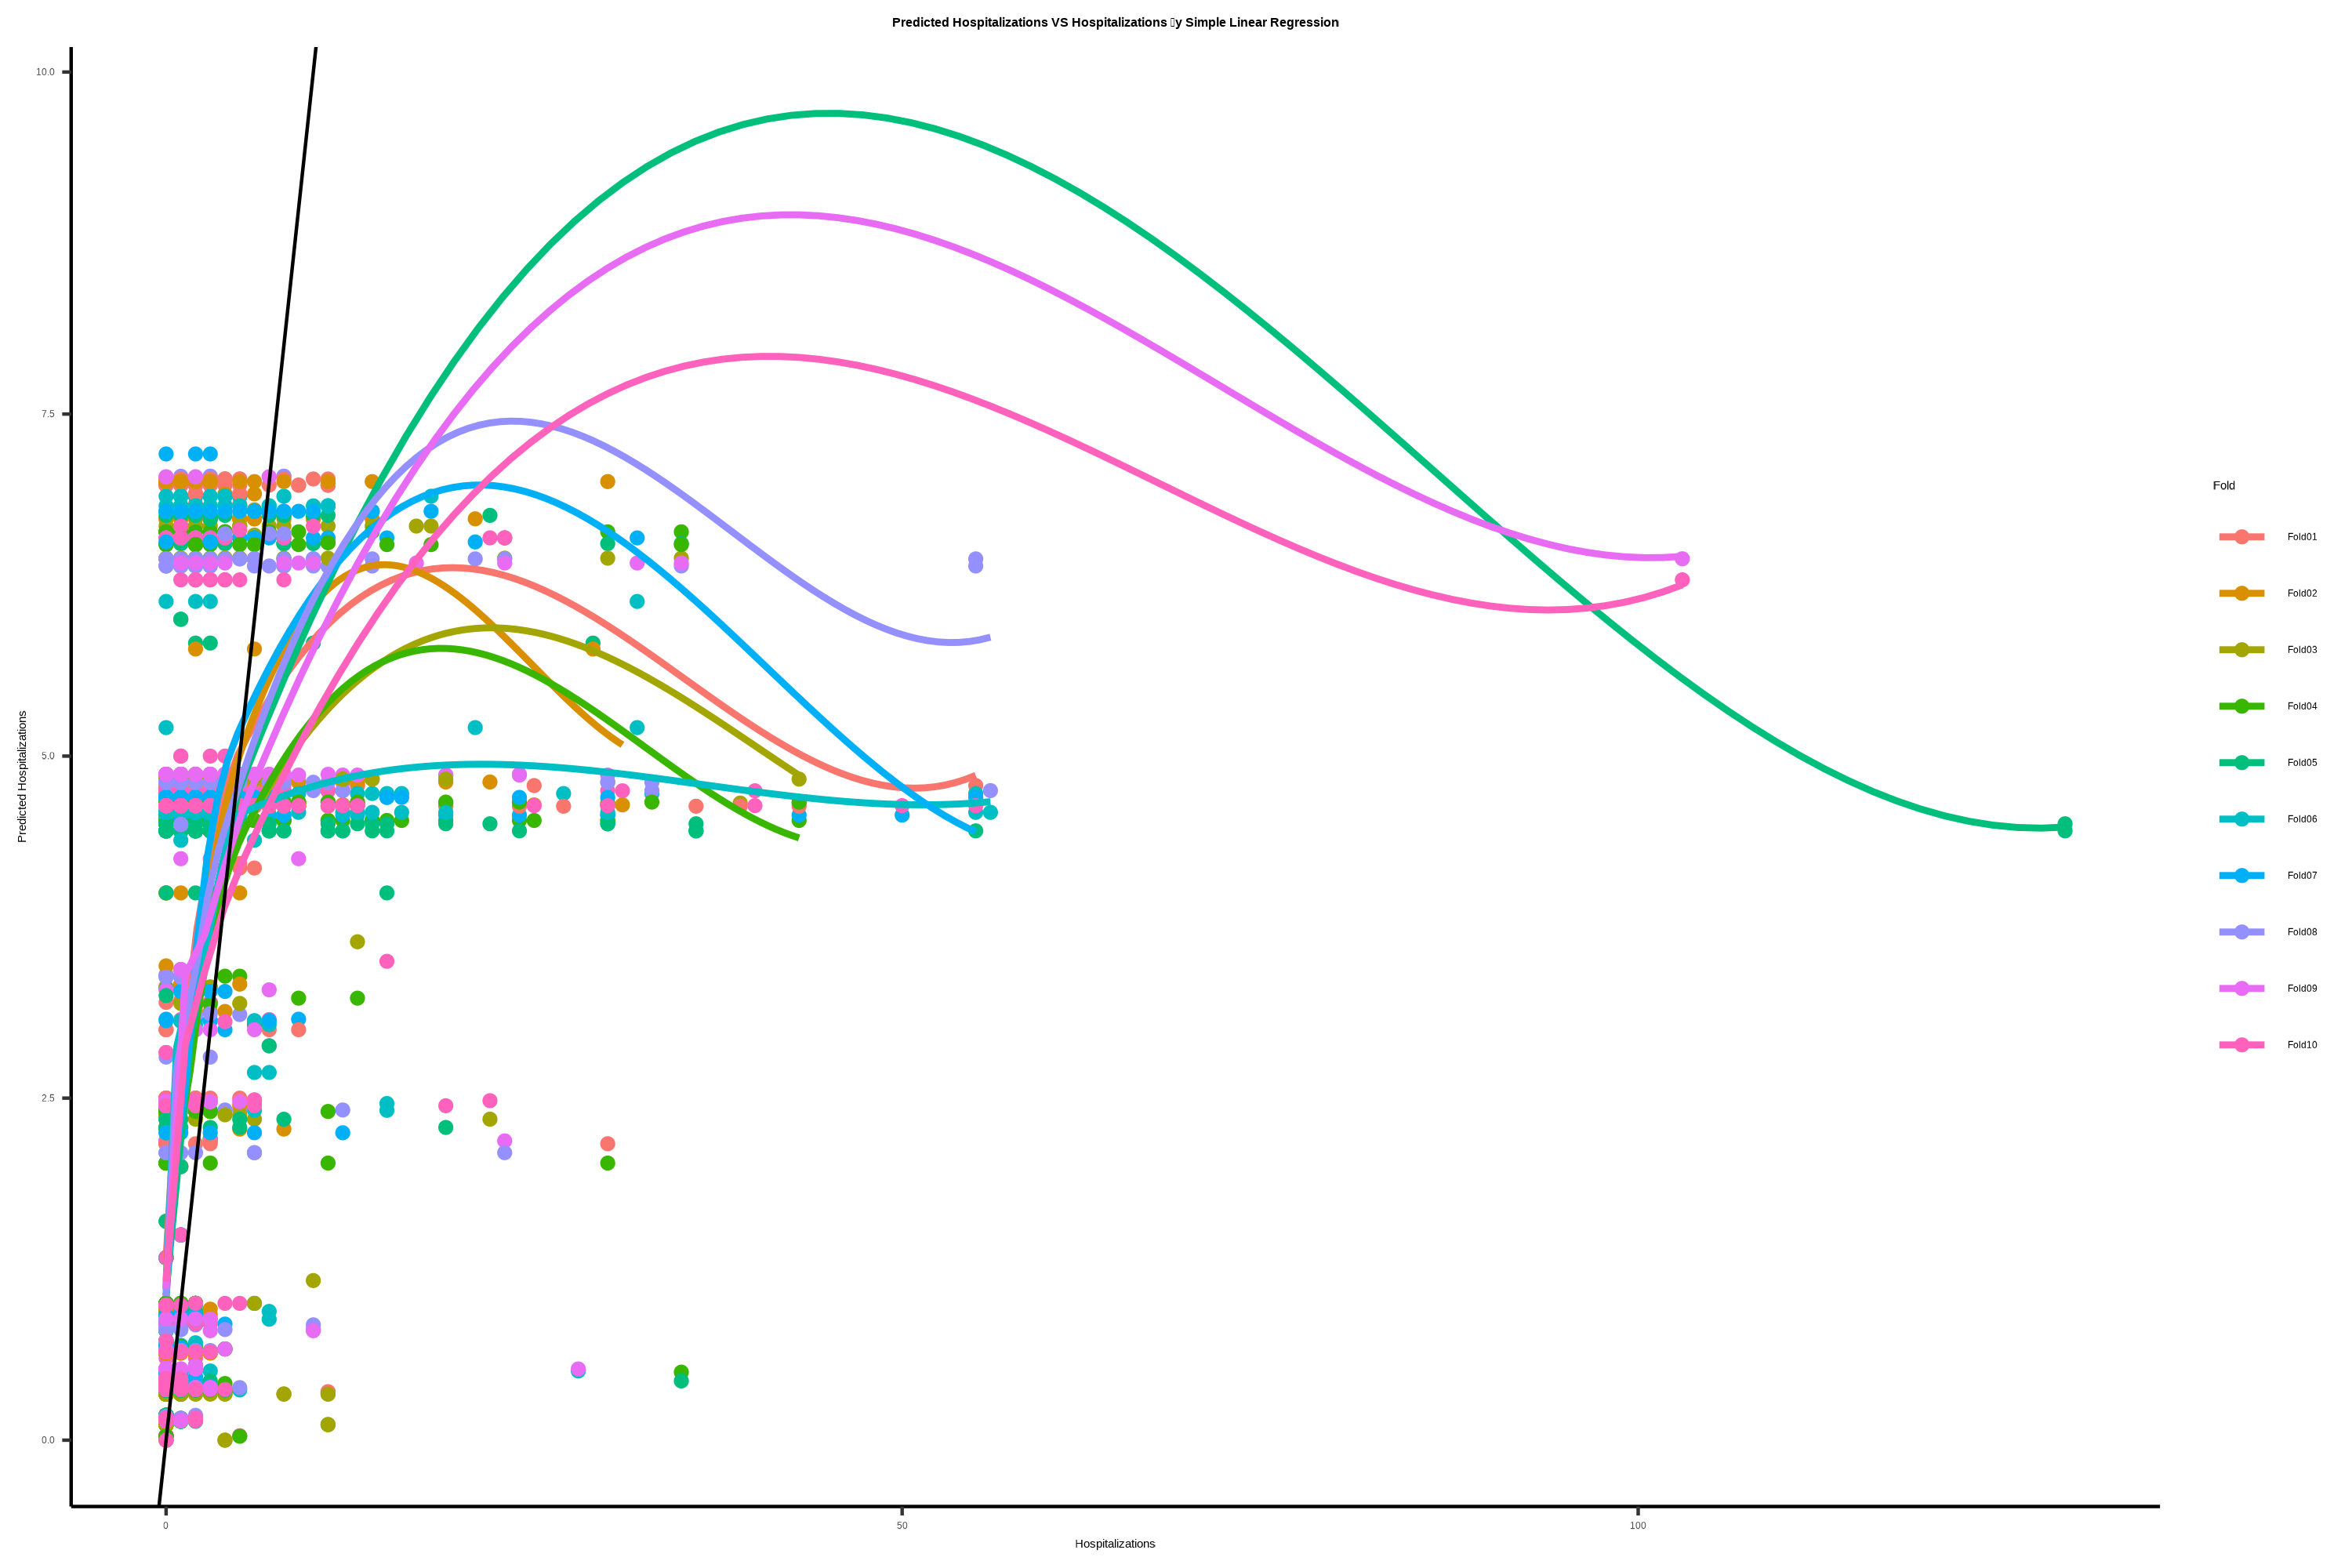 Predicted Hospitalizations VS Hospitalizations y Simple Linear Regression
10.0
7.5
5.0
2.5
0.0
Predicted Hospitalizations
0
50
100
Hospitalizations
Fold
Fold01
Fold02
Fold03
Fold04
Fold05
Fold06
Fold07
Fold08
Fold09
Fold10